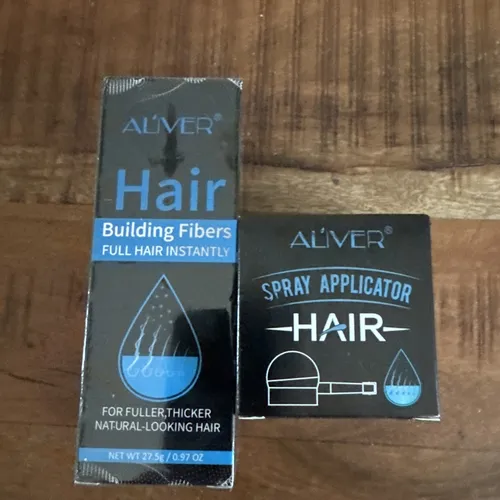 ALIVER®
Hair
Building Fibers
FULL HAIR INSTANTLY
FOR FULLER,THICKER
NATURAL-LOOKING HAIR
NET WT 27.5g / 0.97 OZ
ALIVER®
SPRAY APPLICATOR
HAIR